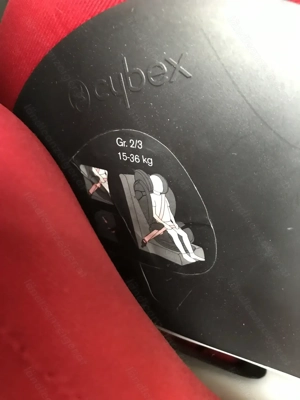 cybex
Gr. 2/3
15-36 kg